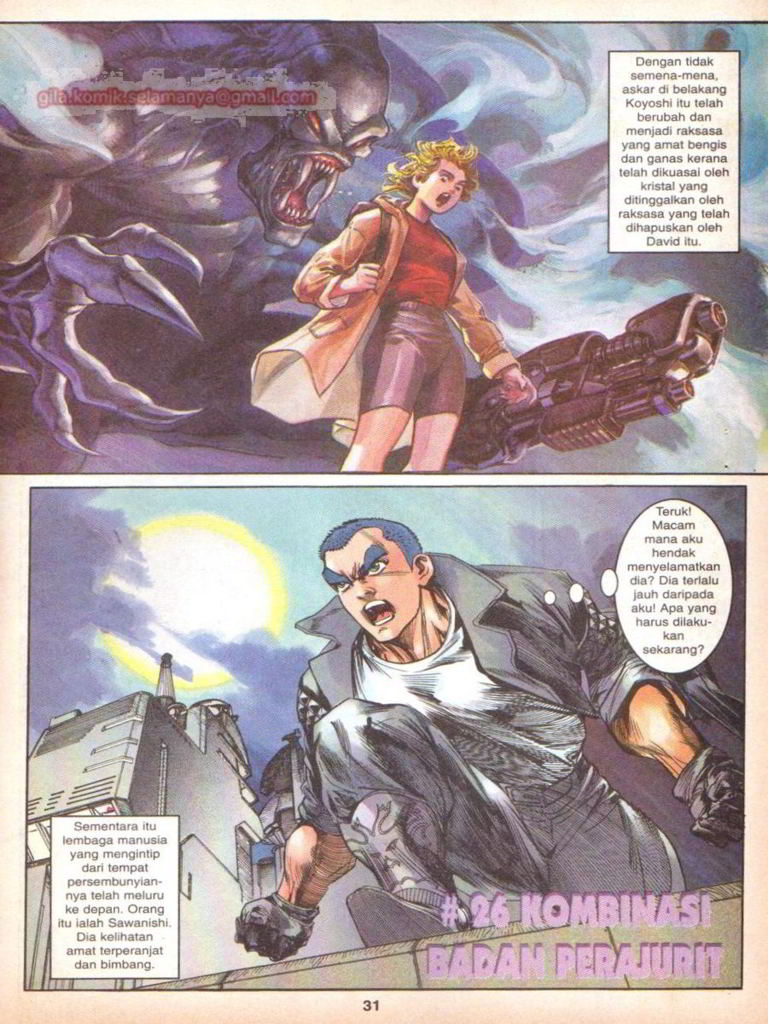 gila.komik.selamanya@gmail.com
Dengan tidak
semena-mena,
askar di belakang
Koyoshi itu telah
berubah dan
menjadi raksasa
yang amat bengis
dan ganas kerana
telah dikuasai oleh
kristal yang
ditinggalkan oleh
raksasa yang telah
dihapuskan oleh
David itu.
Teruk!
Macam
mana aku
hendak
menyelamatkan
dia? Dia terlalu
jauh daripada
aku! Apa yang
harus dilaku-
kan
sekarang?
Sementara itu
lembaga manusia
yang mengintip
dari tempat
persembunyian-
nya telah meluru
ke depan. Orang
itu ialah Sawanishi.
Dia kelihatan
amat terperanjat
dan bimbang.
# 26 KOMBINASI
BADAN PERAJURIT
31